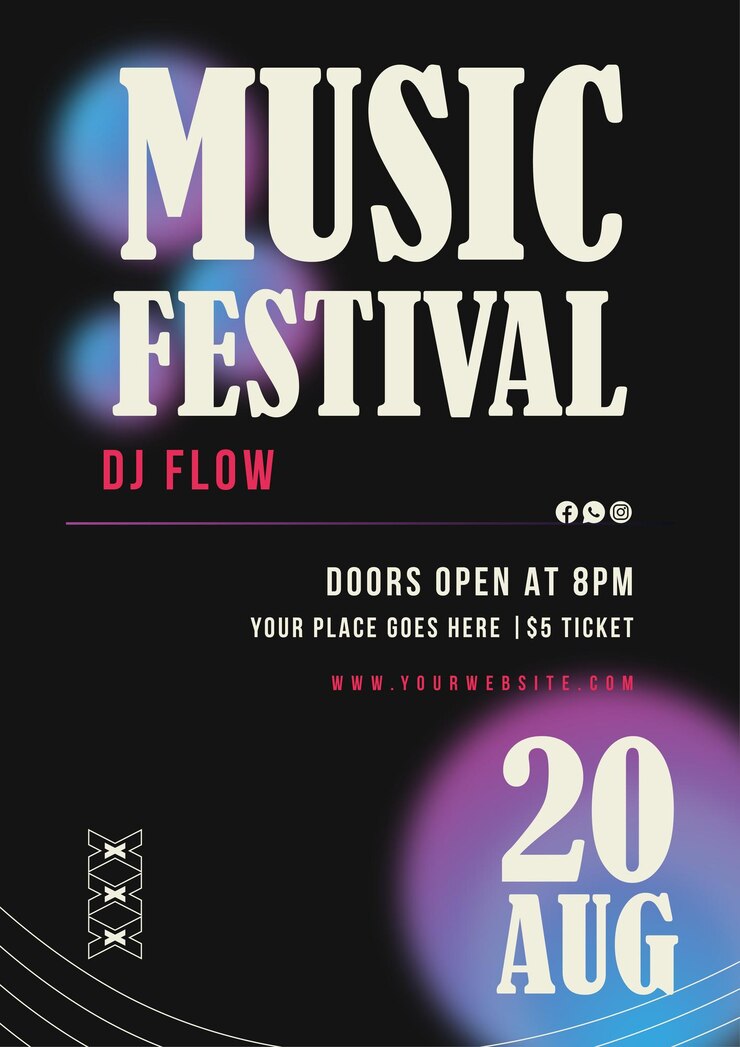 MUSIC
FESTIVAL
DJ FLOW
DOORS OPEN AT 8PM
YOUR PLACE GOES HERE | $5 TICKET
WWW.YOURWEBSITE.COM
20
AUG